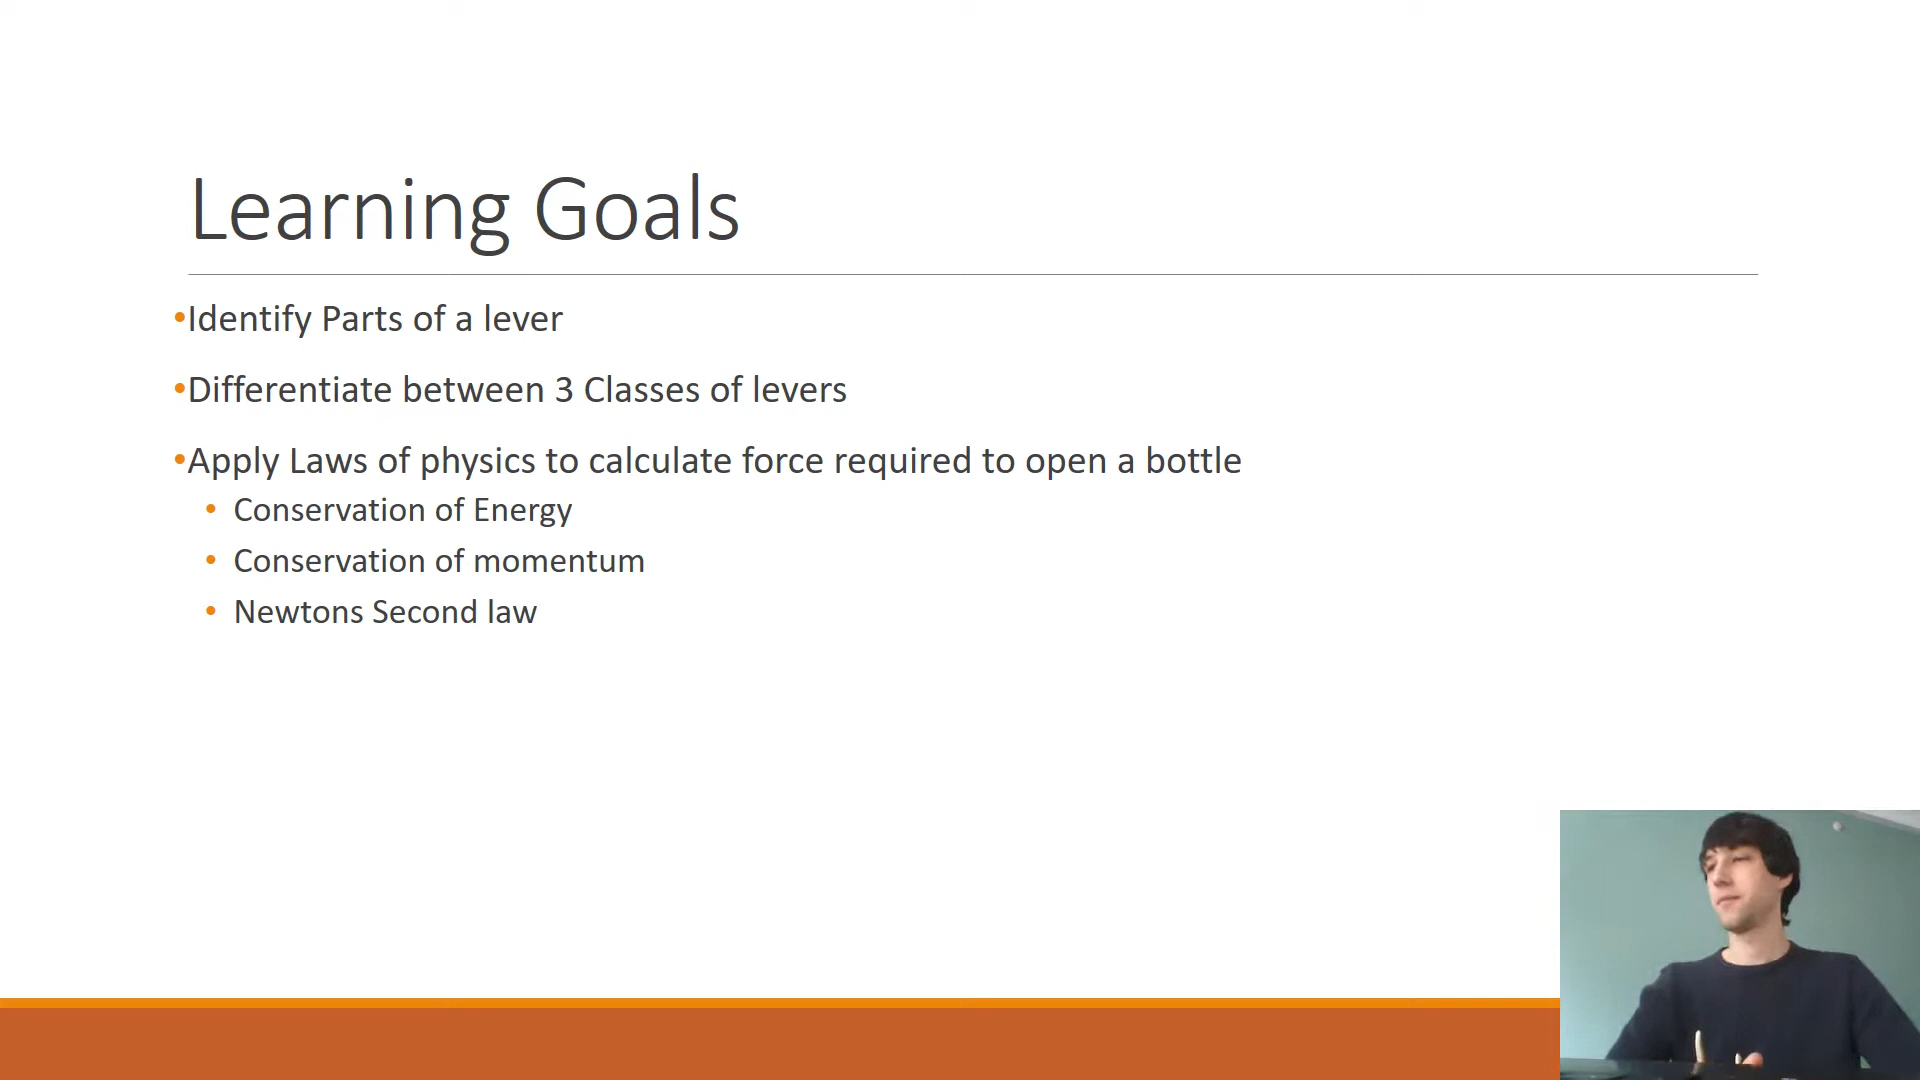 Learning Goals
•Identify Parts of a lever
•Differentiate between 3 Classes of levers
•Apply Laws of physics to calculate force required to open a bottle
• Conservation of Energy
• Conservation of momentum
• Newtons Second law